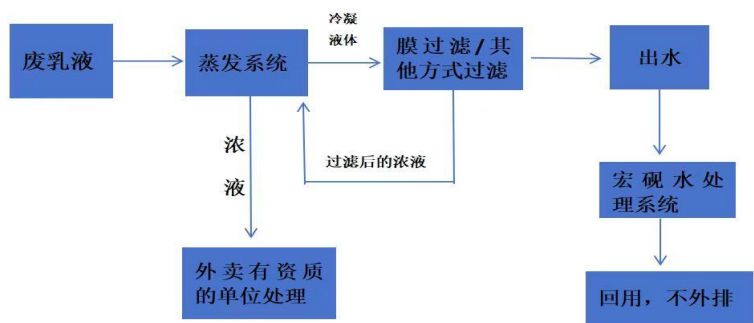 废乳液
蒸发系统
冷凝
液体
膜过滤/其
他方式过滤
出水
浓
液
过滤后的浓液
宏砚水处
理系统
外卖有资质
的单位处理
回用，不外排